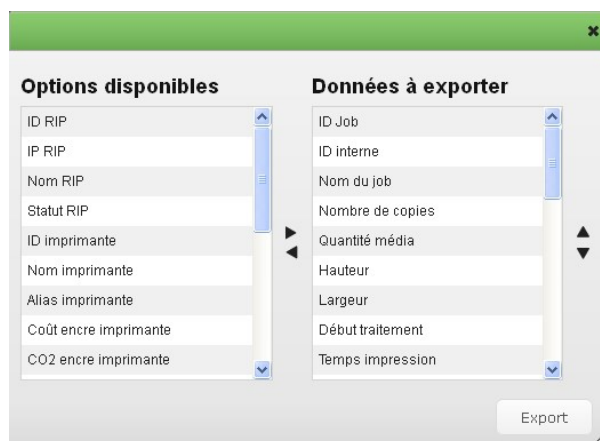 Options disponibles
ID RIP
IP RIP
Nom RIP
Statut RIP
ID imprimante
Nom imprimante
Alias imprimante
Coût encre imprimante
CO2 encre imprimante
Données à exporter
ID Job
ID interne
Nom du job
Nombre de copies
Quantité média
Hauteur
Largeur
Début traitement
Temps impression
Export